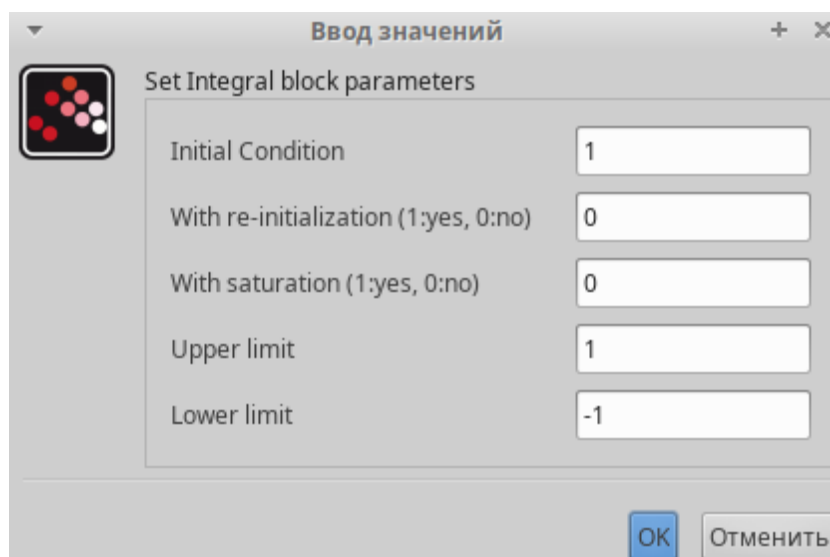 Ввод значений
Set Integral block parameters
Initial Condition 1
With re-initialization (1:yes, 0:no) 0
With saturation (1:yes, 0:no) 0
Upper limit 1
Lower limit -1
OK Отменить